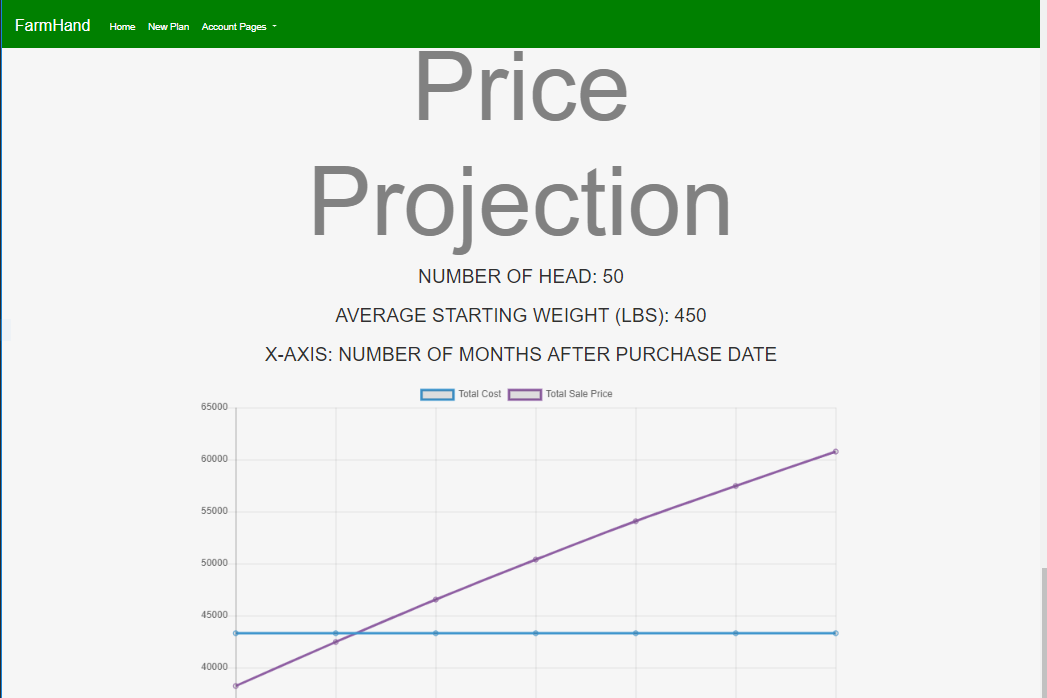 FarmHand Home New Plan Account Pages
Price
Projection
NUMBER OF HEAD: 50
AVERAGE STARTING WEIGHT (LBS): 450
X-AXIS: NUMBER OF MONTHS AFTER PURCHASE DATE
Total Cost Total Sale Price
65000
60000
55000
50000
45000
40000